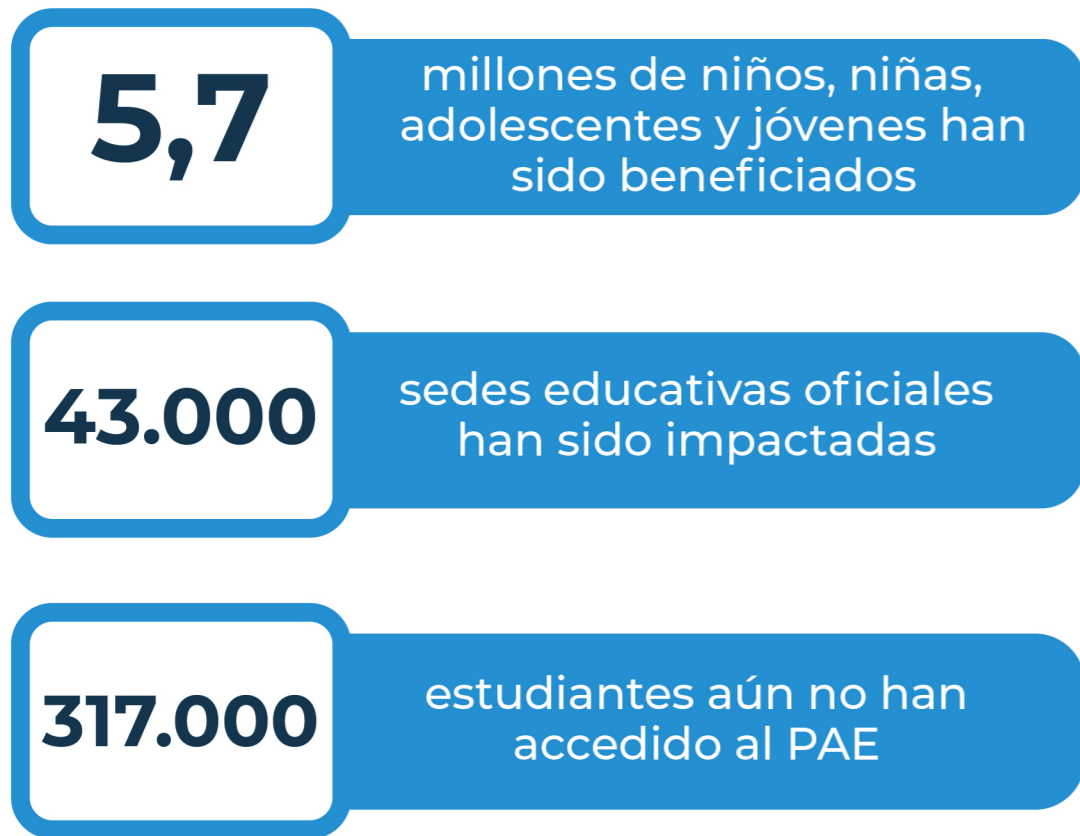 5,7
millones de niños, niñas,
adolescentes y jóvenes han
sido beneficiados
43.000
sedes educativas oficiales
han sido impactadas
317.000
estudiantes aún no han
accedido al PAE